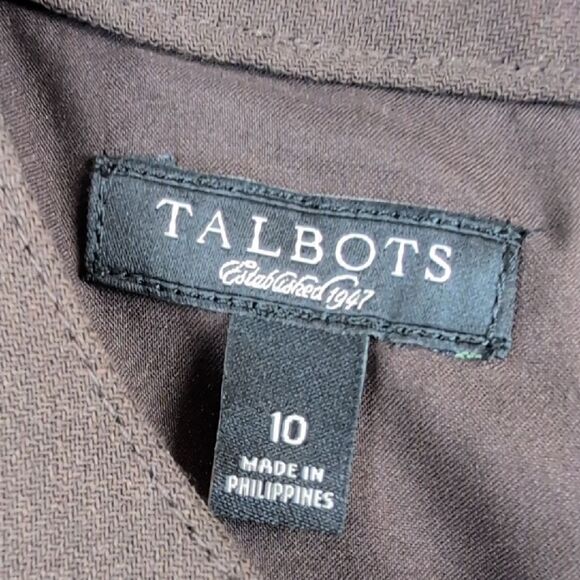 TALBOTS
Established 1947
10
MADE IN
PHILIPPINES